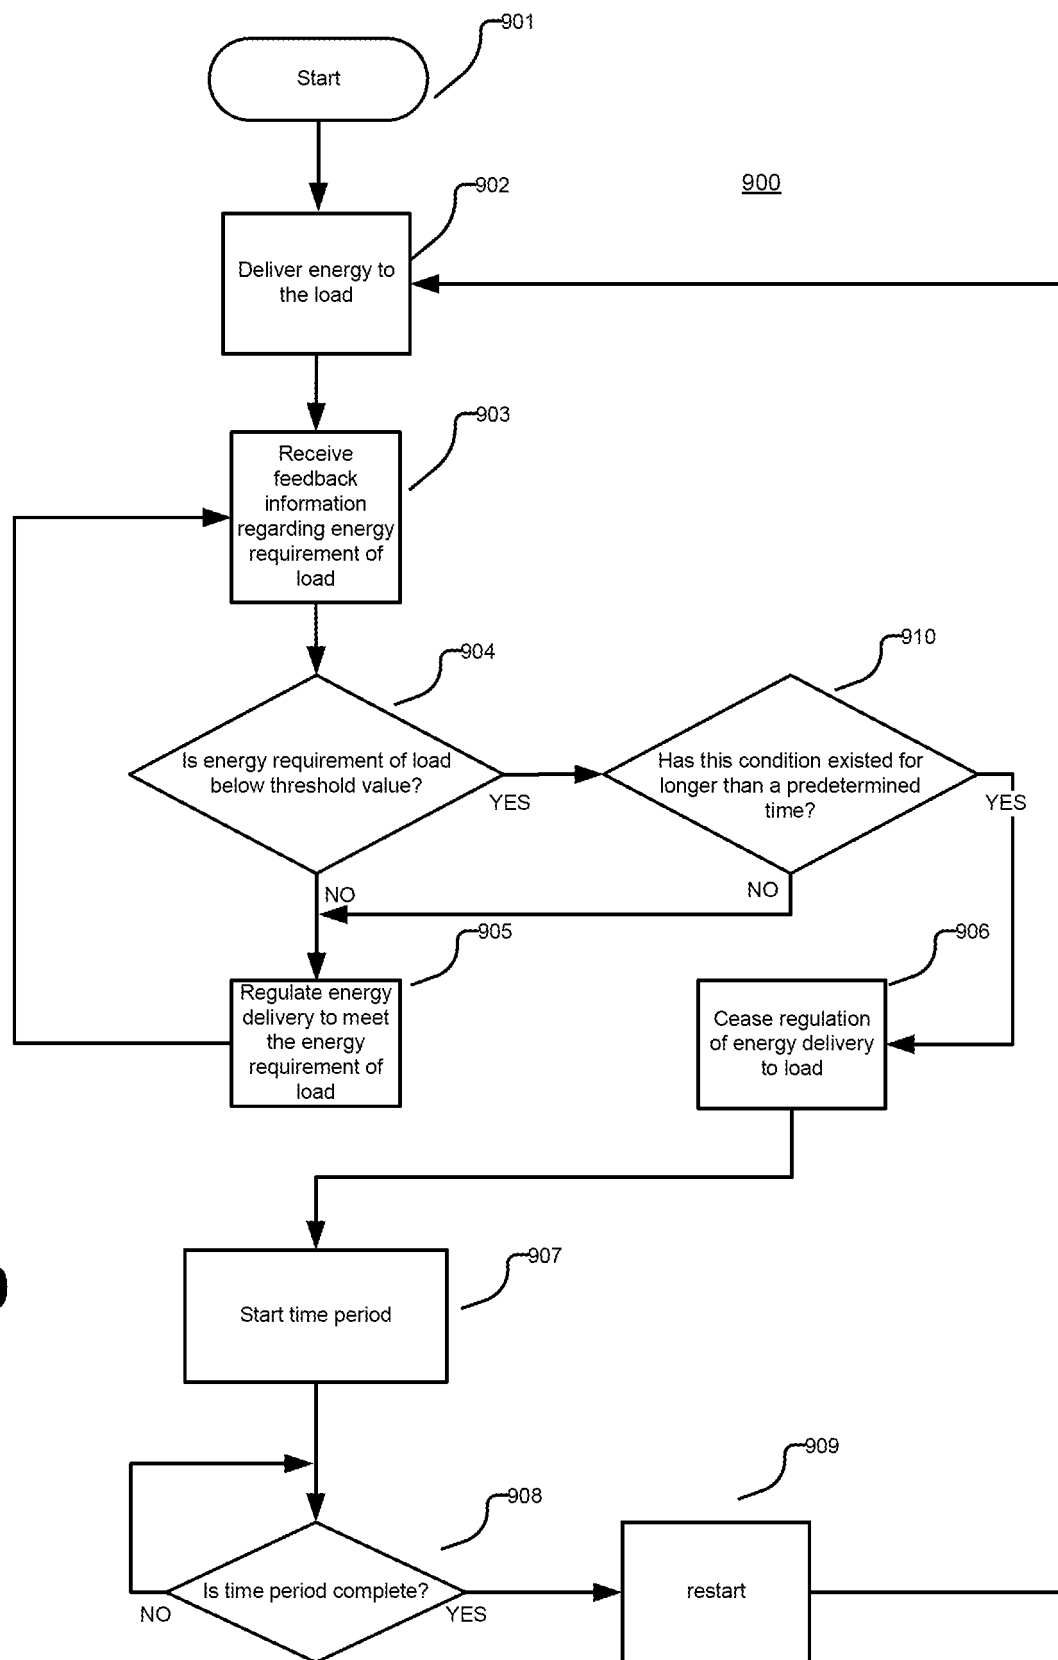 901
Start
902
900
Deliver energy to
the load
903
Receive
feedback
information
regarding energy
requirement of
load
904
910
Is energy requirement of load
below threshold value?
YES
Has this condition existed for
longer than a predetermined
time?
YES
NO
NO
905
906
Regulate energy
delivery to meet
the energy
requirement of
load
Cease regulation
of energy delivery
to load
907
Start time period
909
908
Is time period complete?
NO
YES
restart